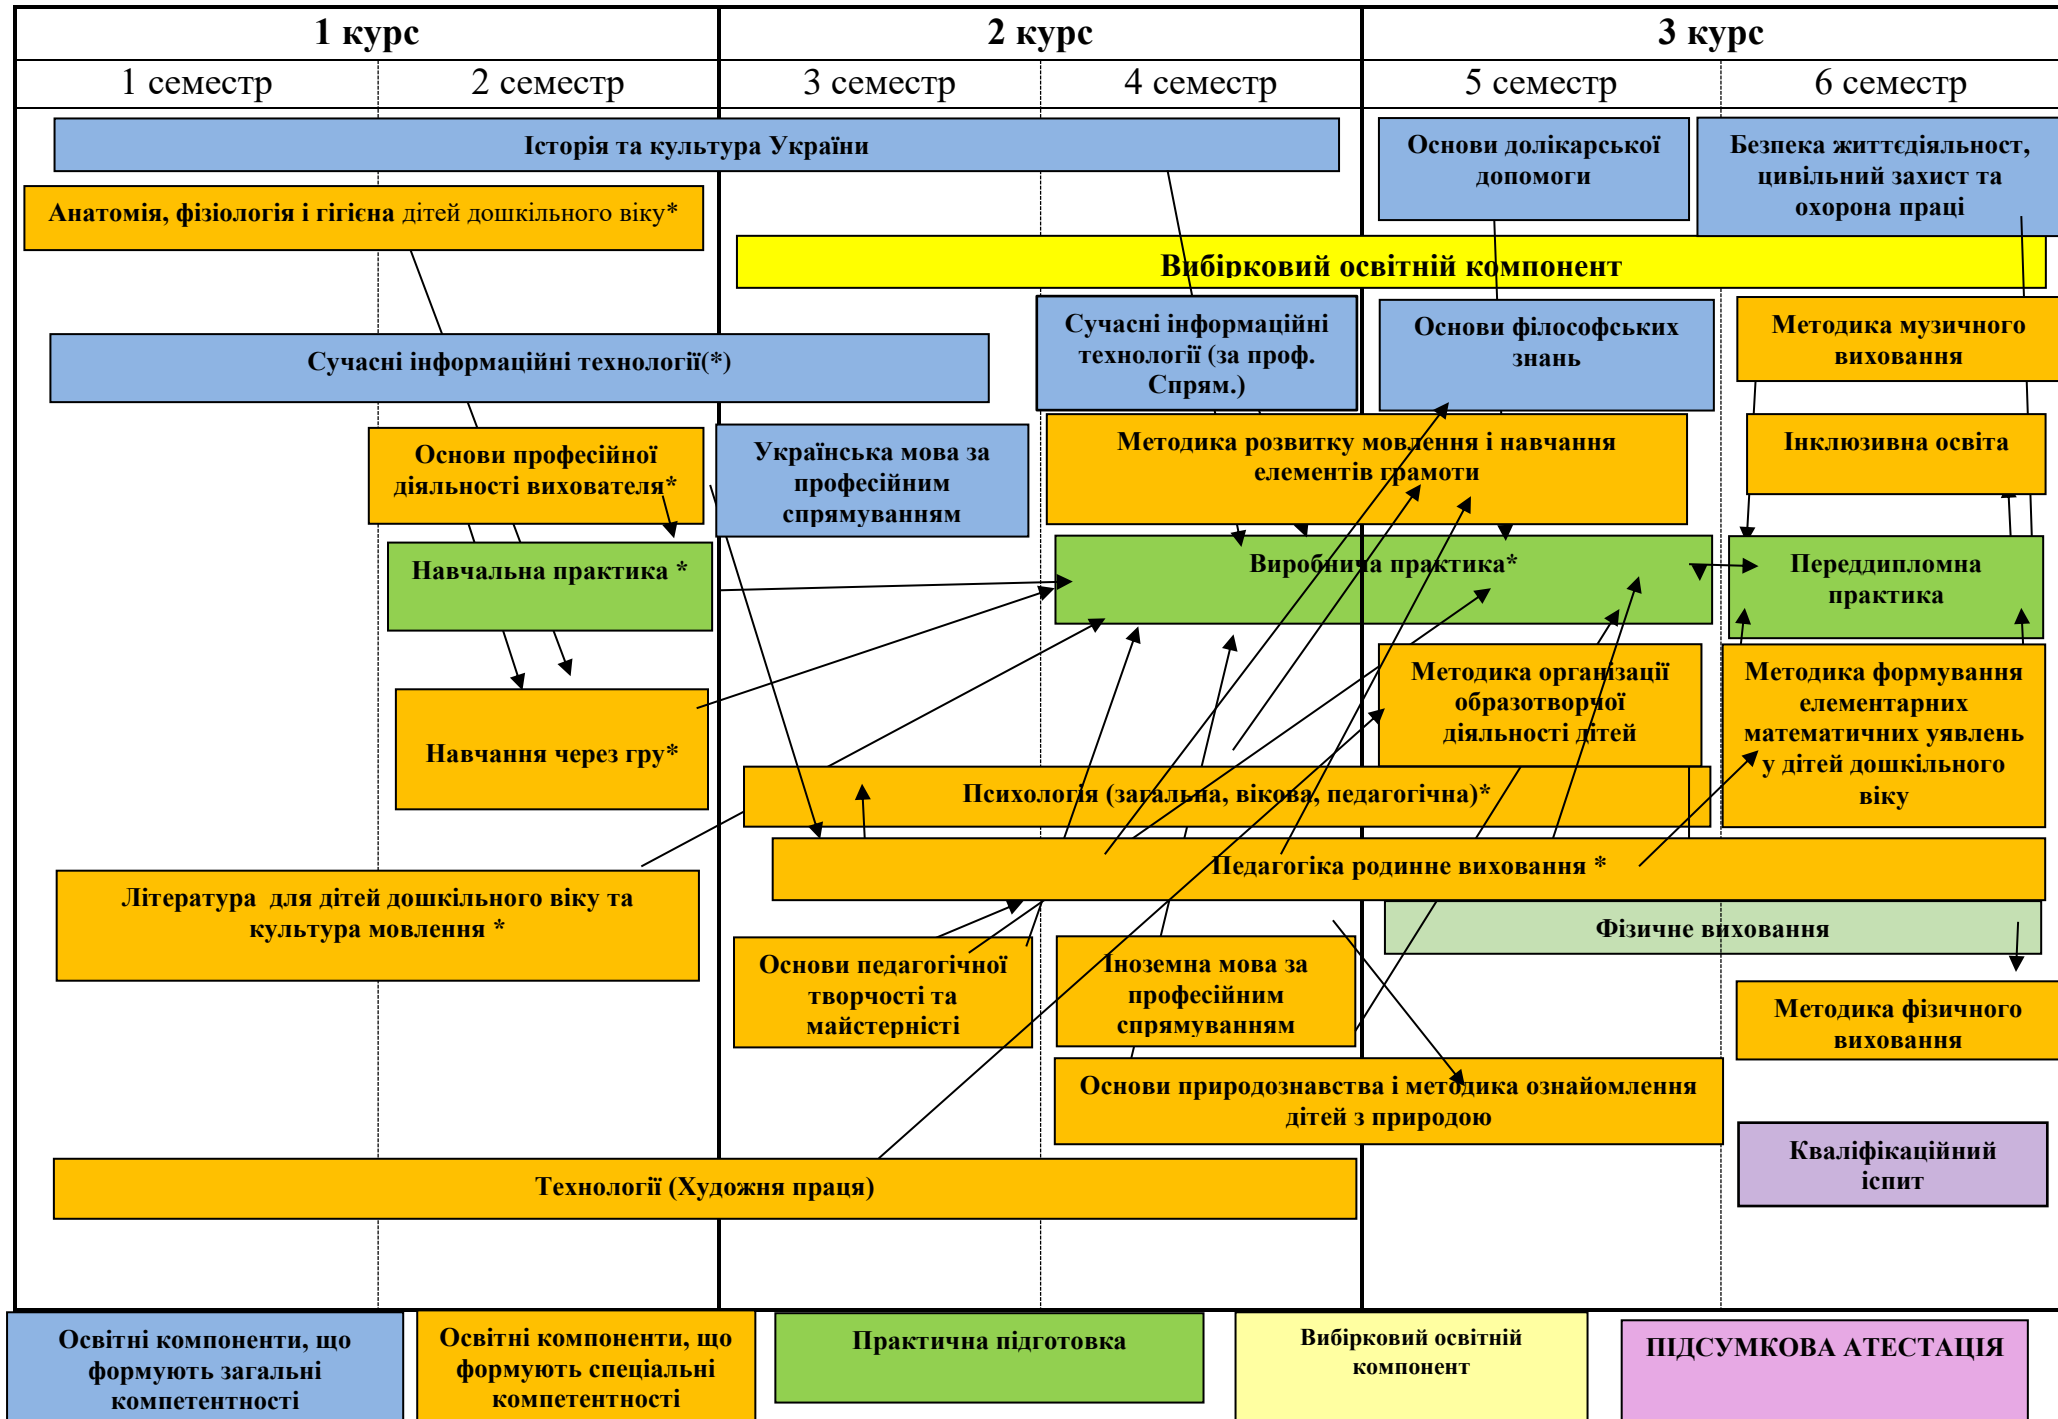 1 курс
2 курс
3 курс
1 семестр
2 семестр
3 семестр
4 семестр
5 семестр
6 семестр
Історія та культура України
Основи долікарської
допомоги
Безпека життєдіяльност,
цивільний захист та
охорона праці
Анатомія, фізіологія і гігієна дітей дошкільного віку*
Вибірковий освітній компонент
Сучасні інформаційні технології(*)
Сучасні інформаційні
технології (за проф.
Спрям.)
Основи філософських
знань
Методика музичного
виховання
Основи професійної
діяльності вихователя*
Українська мова за
професійним
спрямуванням
Методика розвитку мовлення і навчання
елементів грамоти
Інклюзивна освіта
Навчальна практика *
Виробнича практика*
Переддипломна
практика
Навчання через гру*
Методика організації
образотворчої
діяльності дітей
Методика формування
елементарних
математичних уявлень
у дітей дошкільного
віку
Психологія (загальна, вікова, педагогічна)*
Педагогіка родинне виховання *
Література  для дітей дошкільного віку та
культура мовлення *
Фізичне виховання
Основи педагогічної
творчості та
майстерністі
Іноземна мова за
професійним
спрямуванням
Методика фізичного
виховання
Основи природознавства і методика ознайомлення
дітей з природою
Кваліфікаційний
іспит
Технології (Художня праця)
Освітні компоненти, що
формують загальні
компетентності
Освітні компоненти, що
формують спеціальні
компетентності
Практична підготовка
Вибірковий освітній
компонент
ПІДСУМКОВА АТЕСТАЦІЯ